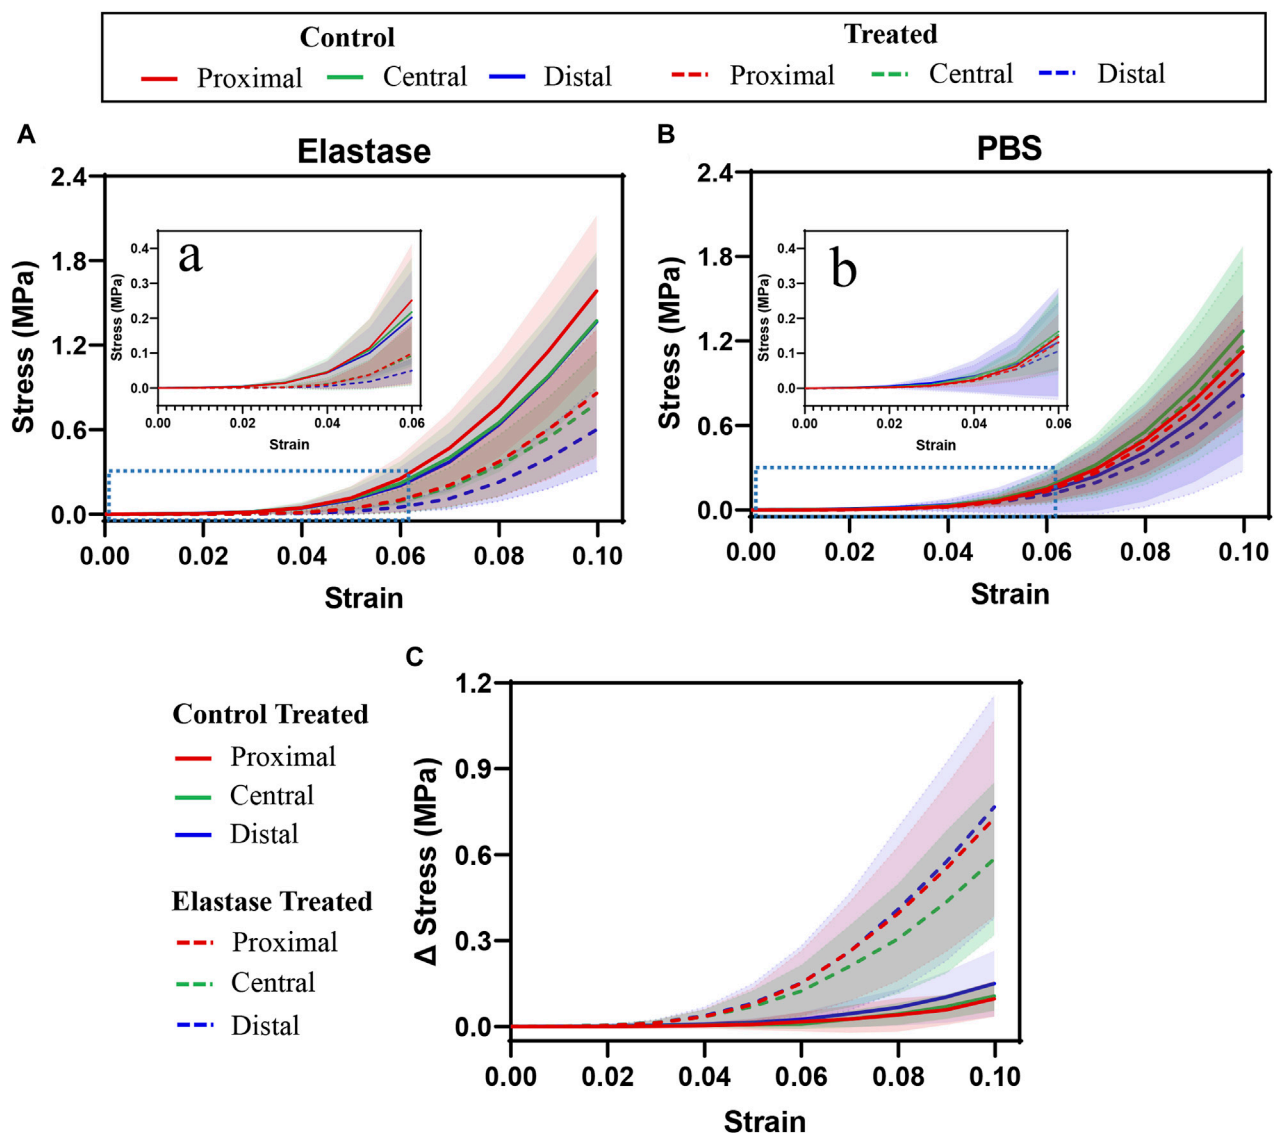 Control Treated
Proximal Central Distal Proximal Central Distal
A B
Elastase
2.4
1.8
1.2
0.6
0.0
Stress (MPa)
a
0.4
0.3
0.2
0.1
0.0
Stress (MPa)
0.00 0.02 0.04 0.06
Strain
0.00 0.02 0.04 0.06 0.08 0.10
Strain
PBS
2.4
1.8
1.2
0.6
0.0
Stress (MPa)
b
0.4
0.3
0.2
0.1
0.0
Stress (MPa)
0.00 0.02 0.04 0.06
Strain
0.00 0.02 0.04 0.06 0.08 0.10
Strain
C
Control Treated
Proximal
Central
Distal
Elastase Treated
Proximal
Central
Distal
1.2
0.9
0.6
0.3
0.0
Δ Stress (MPa)
0.00 0.02 0.04 0.06 0.08 0.10
Strain